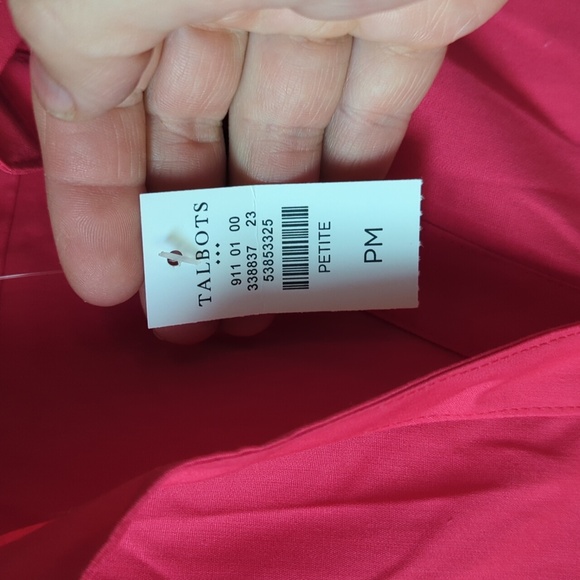 TALBOTS
•••
911 01 00
338837 23
53853325
PETITE
PM